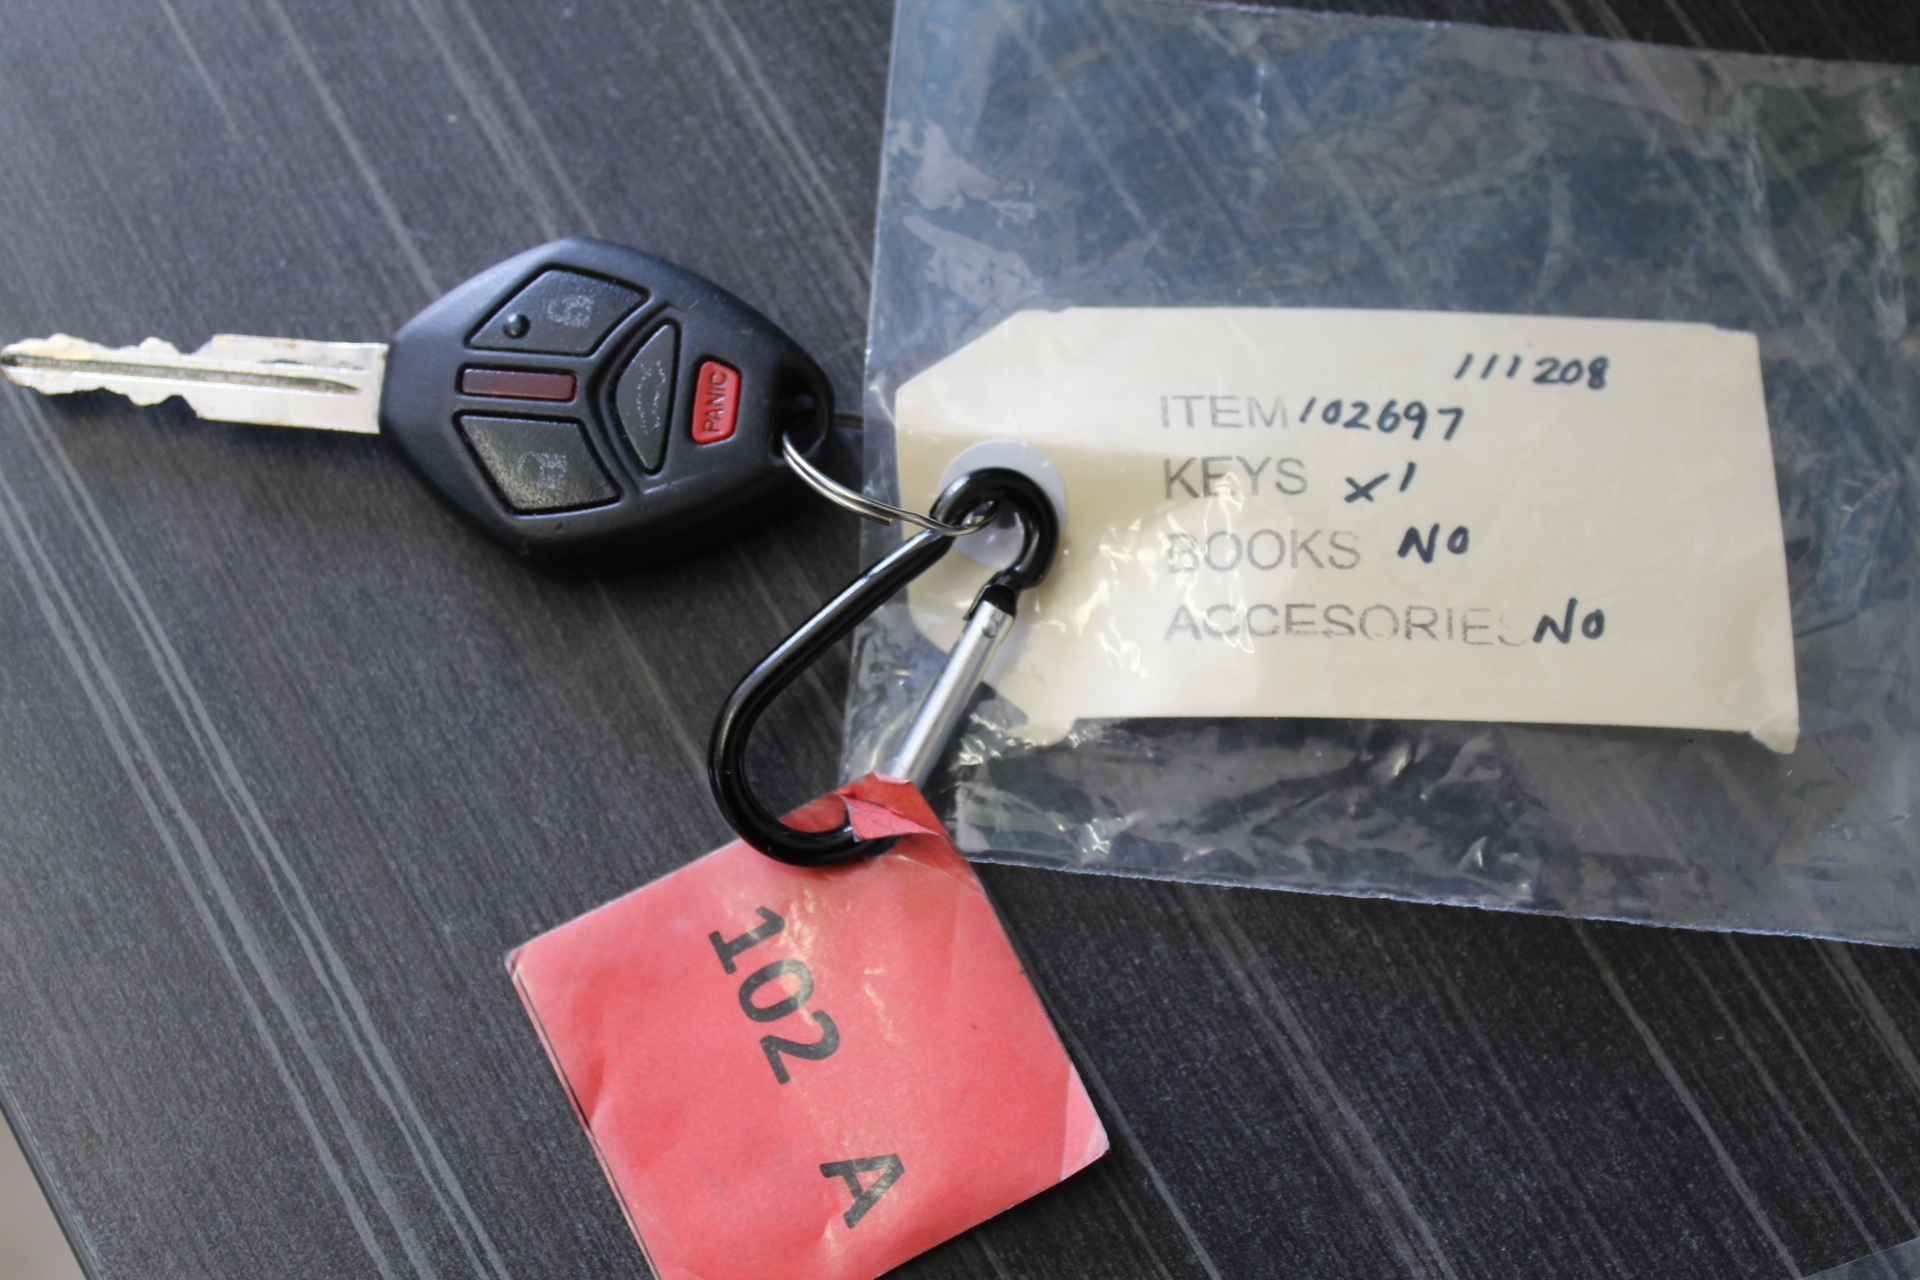 PANIC
111208
ITEM 102697
KEYS x1
BOOKS NO
ACCESORIES NO
102 A